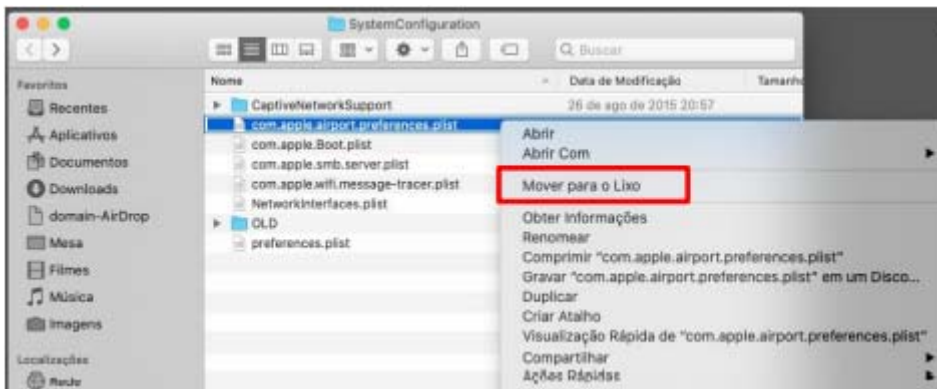 SystemConfiguration
Buscar
Favoritos
Recentes
Aplicativos
Documentos
Downloads
domain-AirDrop
Mesa
Filmes
Música
Imagens
Localizações
Rede
Nome
Data de Modificação
Tamanho
CaptiveNetworkSupport
26 de ago de 2015 20:57
com.apple.airport.preferences.plist
com.apple.Boot.plist
com.apple.smb.server.plist
com.apple.wifi.message-tracer.plist
NetworkInterfaces.plist
OLD
preferences.plist
Abrir
Abrir Com
Mover para o Lixo
Obter Informações
Renomear
Comprimir "com.apple.airport.preferences.plist"
Gravar "com.apple.airport.preferences.plist" em um Disco...
Duplicar
Criar Atalho
Visualização Rápida de "com.apple.airport.preferences.plist"
Compartilhar
Ações Rápidas